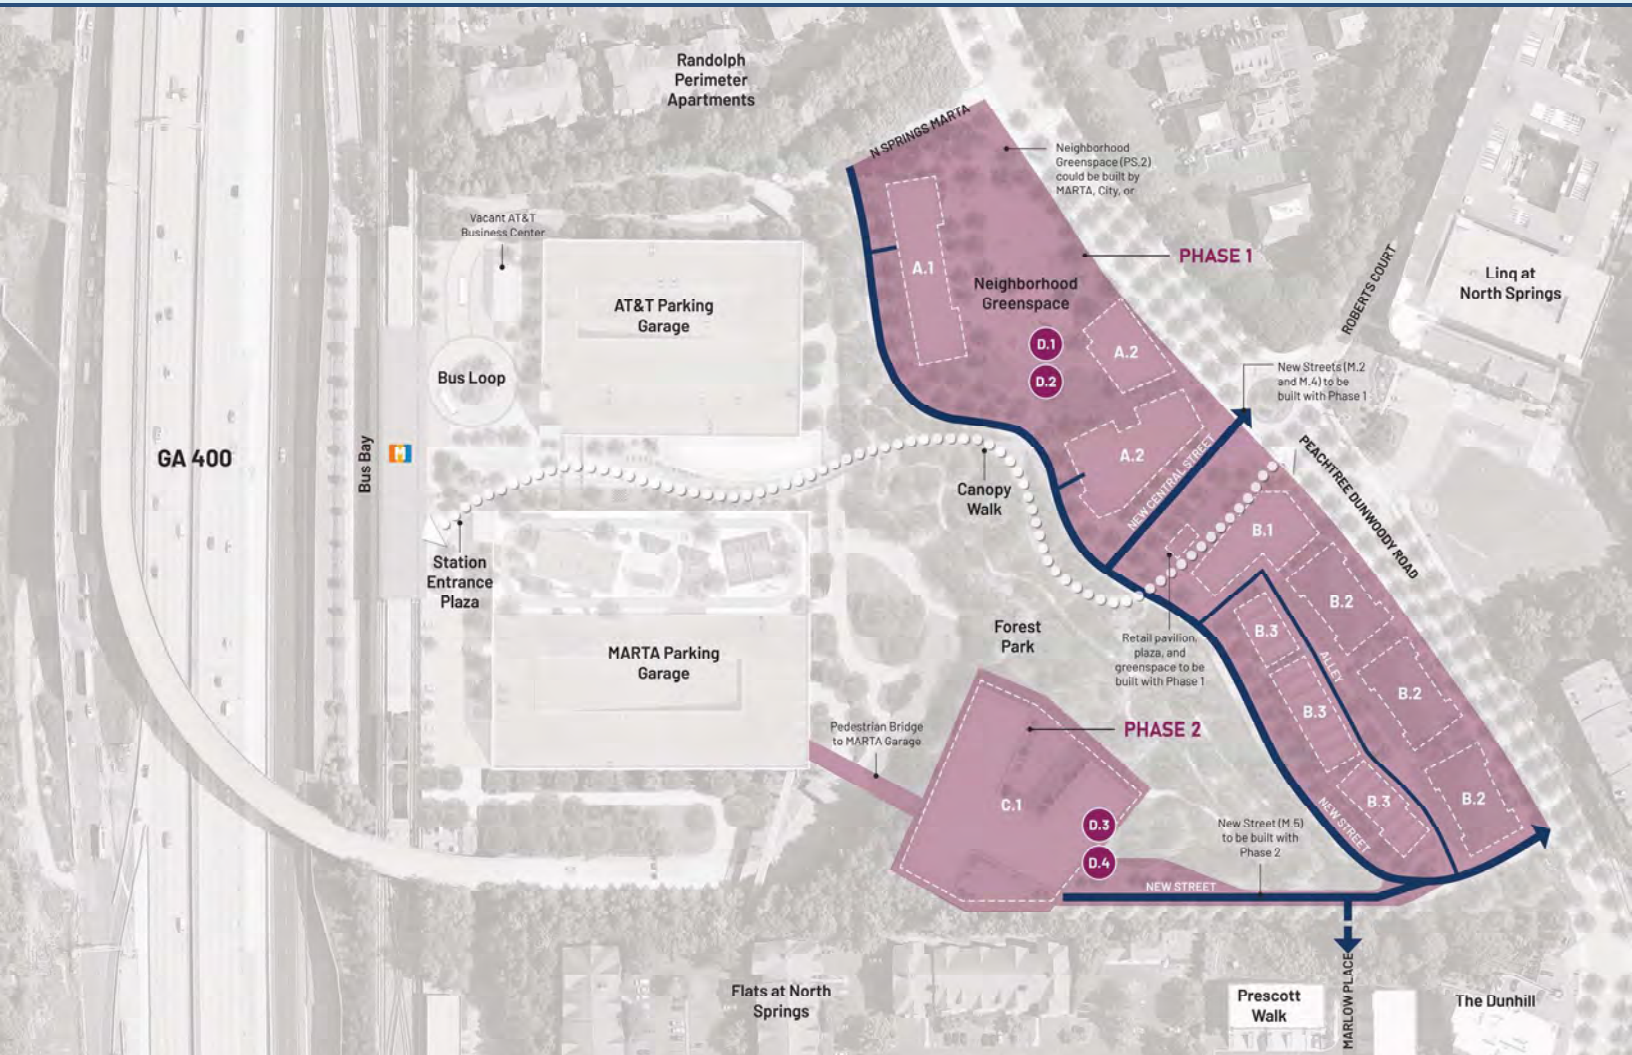 Randolph
Perimeter
Apartments
N SPRINGS MARTA
Neighborhood
Greenspace (PS.2)
could be built by
MARTA, City, or
Vacant AT&T
Business Center
PHASE 1
A.1
Neighborhood
Greenspace
ROBERTS COURT
Linq at
North Springs
AT&T Parking
Garage
D.1
D.2
A.2
Bus Loop
New Streets (M.2
and M.4) to be
built with Phase 1
GA 400
Bus Bay
M
A.2
NEW CENTRAL STREET
PEACHTREE DUNWOODY ROAD
Canopy
Walk
B.1
Station
Entrance
Plaza
B.2
B.3
Forest
Park
Retail pavilion,
plaza, and
greenspace to be
built with Phase 1
MARTA Parking
Garage
ALLEY
B.2
B.3
Pedestrian Bridge
to MARTA Garage
PHASE 2
C.1
D.3
D.4
B.3
B.2
NEW STREET
New Street (M.5)
to be built with
Phase 2
NEW STREET
Flats at North
Springs
Prescott
Walk
MARLOW PLACE
The Dunhill